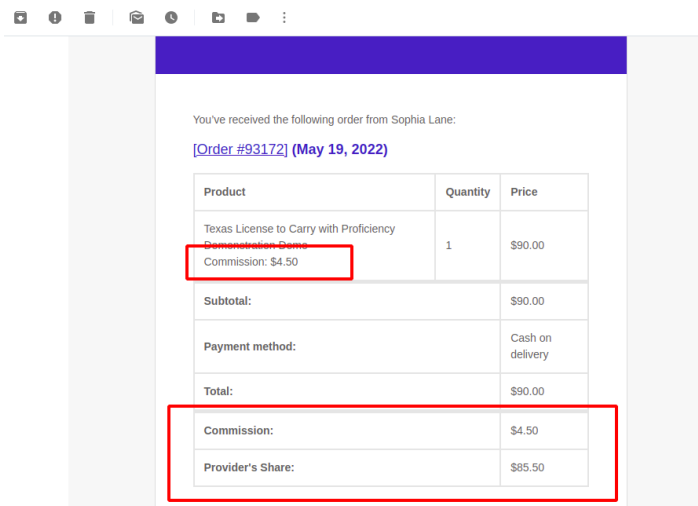 You've received the following order from Sophia Lane:
[Order #93172] (May 19, 2022)
Product Quantity Price
Texas License to Carry with Proficiency
Demonstration Demo 1 $90.00
Commission: $4.50
Subtotal: $90.00
Payment method: Cash on
delivery
Total: $90.00
Commission: $4.50
Provider's Share: $85.50